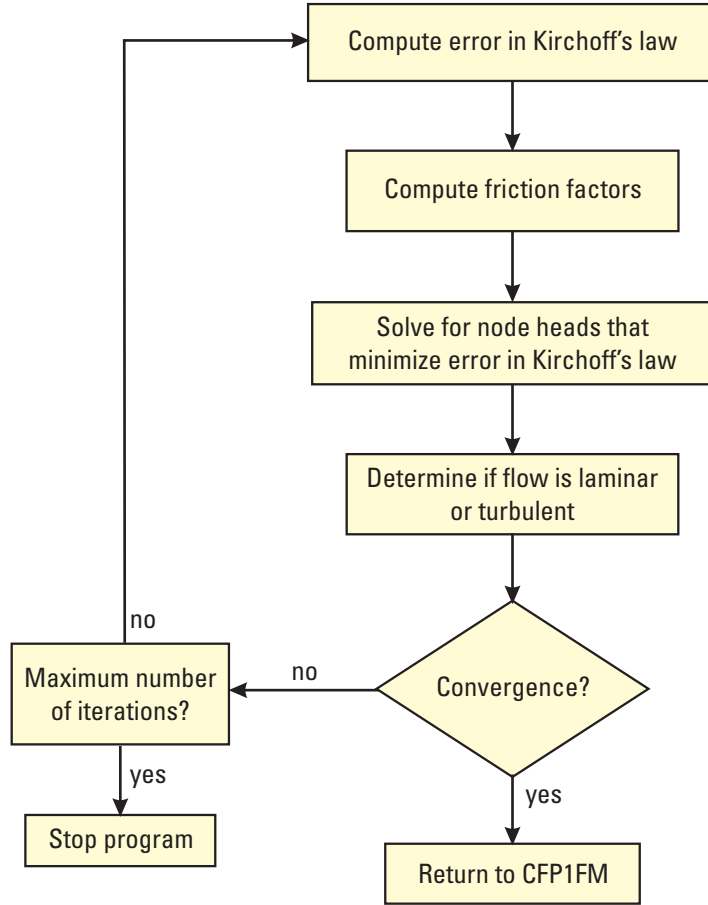 Compute error in Kirchoff's law
Compute friction factors
Solve for node heads that
minimize error in Kirchoff's law
Determine if flow is laminar
or turbulent
no
Maximum number
of iterations?
no
Convergence?
yes
yes
Stop program
Return to CFP1FM